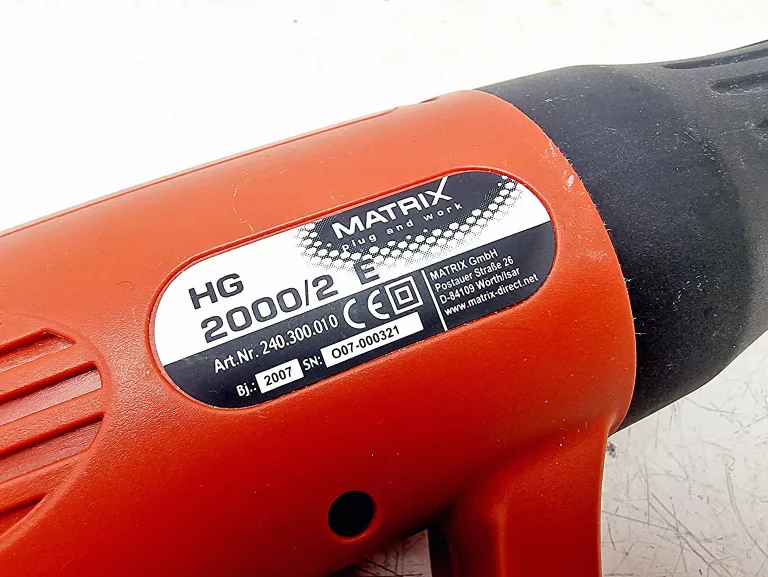 MATRIX
plug and work
HG
2000/2 E
Art.Nr. 240.300.010 CE
Bj.: 2007 SN: O07-000321
MATRIX GmbH
Postauer Straße 26
D-84109 Wörth/Isar
www.matrix-direct.net